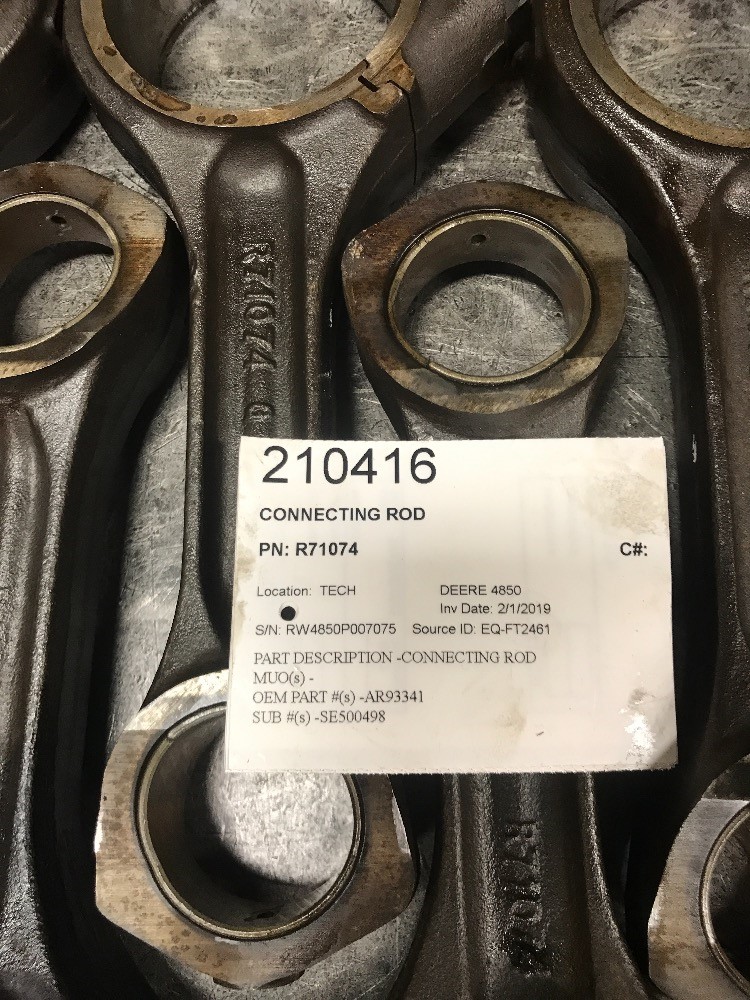 R71074 B
210416
CONNECTING ROD
PN: R71074 C#:
Location: TECH DEERE 4850
Inv Date: 2/1/2019
S/N: RW4850P007075 Source ID: EQ-FT2461
PART DESCRIPTION -CONNECTING ROD
MUO(s) -
OEM PART #(s) -AR93341
SUB #(s) -SE500498
R71074